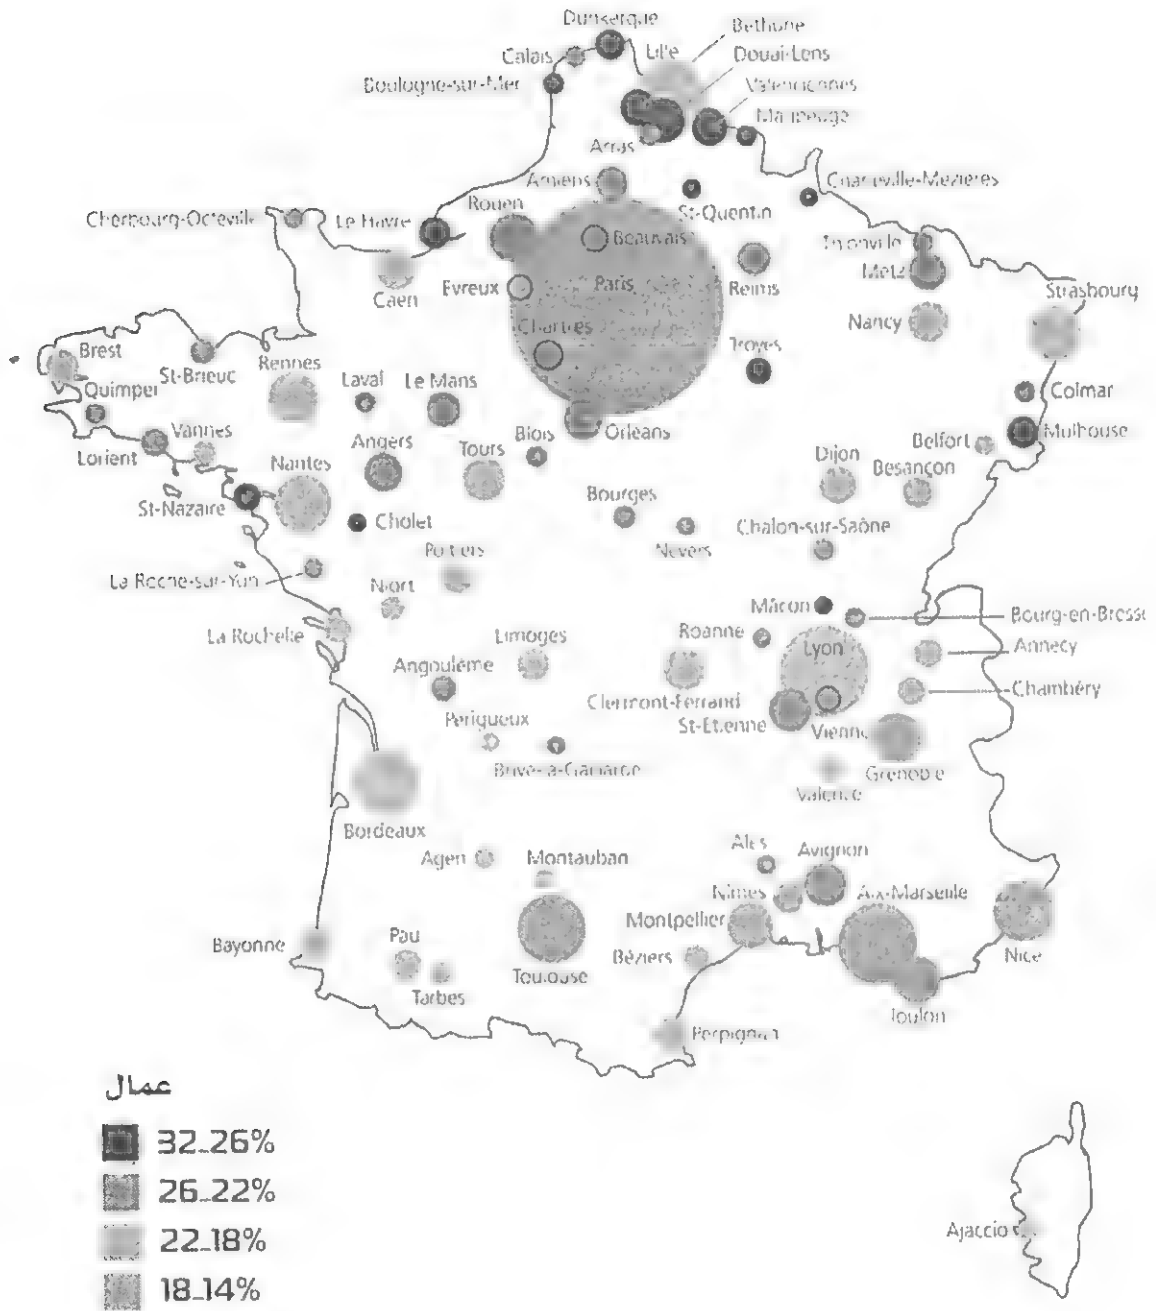 Dunkerque
Bethune
Calais
Lille
Douai-Lens
Boulogne-sur-Mer
Valenciennes
Maubeuge
Arras
Amiens
Charleville-Mézières
Rouen
St-Quentin
Cherbourg-Octeville
Le Havre
Beauvais
Thionville
Metz
Caen
Evreux
Paris
Reims
Strasbourg
Nancy
Chartres
Troyes
Brest
St-Brieuc
Rennes
Laval
Le Mans
Quimper
Colmar
Vannes
Blois
Orléans
Mulhouse
Lorient
Angers
Tours
Belfort
Nantes
Dijon
Besançon
St-Nazaire
Bourges
Cholet
Nevers
Chalon-sur-Saône
Poitiers
La Roche-sur-Yon
Niort
Mâcon
Bourg-en-Bresse
La Rochelle
Limoges
Roanne
Lyon
Annecy
Angoulême
Clermont-Ferrand
Chambéry
Périgueux
St-Etienne
Vienne
Brive-la-Gaillarde
Grenoble
Valence
Bordeaux
Agen
Montauban
Alès
Avignon
Nîmes
Aix-Marseille
Montpellier
Bayonne
Pau
Béziers
Nice
Tarbes
Toulouse
Toulon
Perpignan
عمال
32_26%
26_22%
22_18%
18_14%
Ajaccio